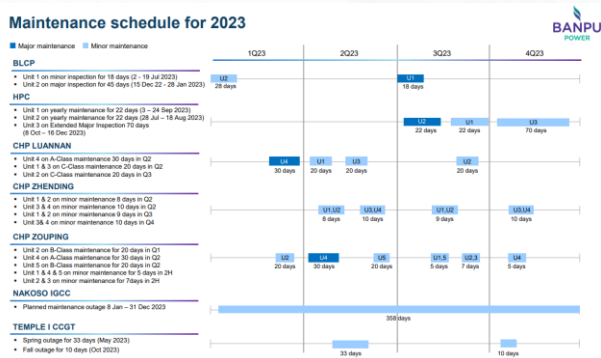 Maintenance schedule for 2023
BANPU
POWER
Major maintenance Minor maintenance
1Q23 2Q23 3Q23 4Q23
BLCP
Unit 1 on minor inspection for 18 days (2 - 19 Jul 2023)
Unit 2 on major inspection for 45 days (15 Dec 22 - 28 Jan 2023)
U2 U1
28 days 18 days
HPC
Unit 1 on yearly maintenance for 22 days (3 – 24 Sep 2023)
Unit 2 on yearly maintenance for 22 days (28 Jul – 18 Aug 2023)
Unit 3 on Extended Major Inspection 70 days
(8 Oct – 16 Dec 2023)
U2 U1 U3
22 days 22 days 70 days
CHP LUANNAN
Unit 4 on A-Class maintenance 30 days in Q2
Unit 1 & 3 on C-Class maintenance 20 days in Q2
Unit 2 on C-Class maintenance 20 days in Q3
U4 U1 U3 U2
30 days 20 days 20 days 20 days
CHP ZHENDING
Unit 1 & 2 on minor maintenance 8 days in Q2
Unit 3 & 4 on minor maintenance 10 days in Q2
Unit 1 & 2 on minor maintenance 9 days in Q3
Unit 3& 4 on minor maintenance 10 days in Q4
U1,U2 U3,U4 U1,U2 U3,U4
8 days 10 days 9 days 10 days
CHP ZOUPING
Unit 2 on B-Class maintenance for 20 days in Q1
Unit 4 on A-Class maintenance for 30 days in Q2
Unit 5 on B-Class maintenance for 20 days in Q2
Unit 1 & 4 & 5 on minor maintenance for 5 days in 2H
Unit 2 & 3 on minor maintenance for 7days in 2H
U2 U4 U5 U1,5 U2,3 U4
20 days 30 days 20 days 5 days 7 days 5 days
NAKOSO IGCC
Planned maintenance outage 8 Jan – 31 Dec 2023
358 days
TEMPLE I CCGT
Spring outage for 33 days (May 2023)
Fall outage for 10 days (Oct 2023)
33 days 10 days